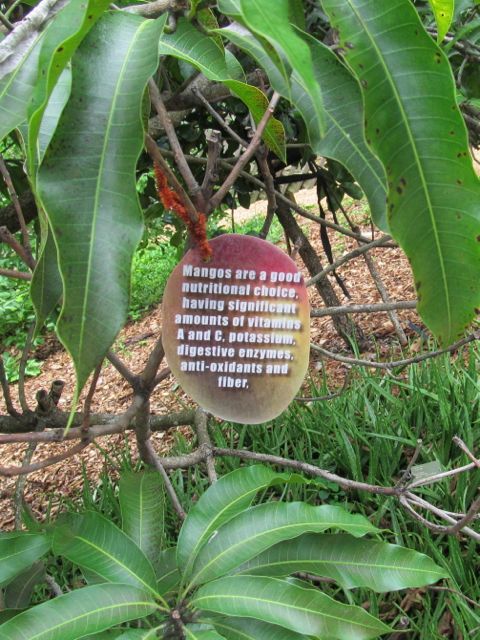 Mangos are a good
nutritional choice,
having significant
amounts of vitamins
A and C, potassium,
digestive enzymes,
anti-oxidants and
fiber.